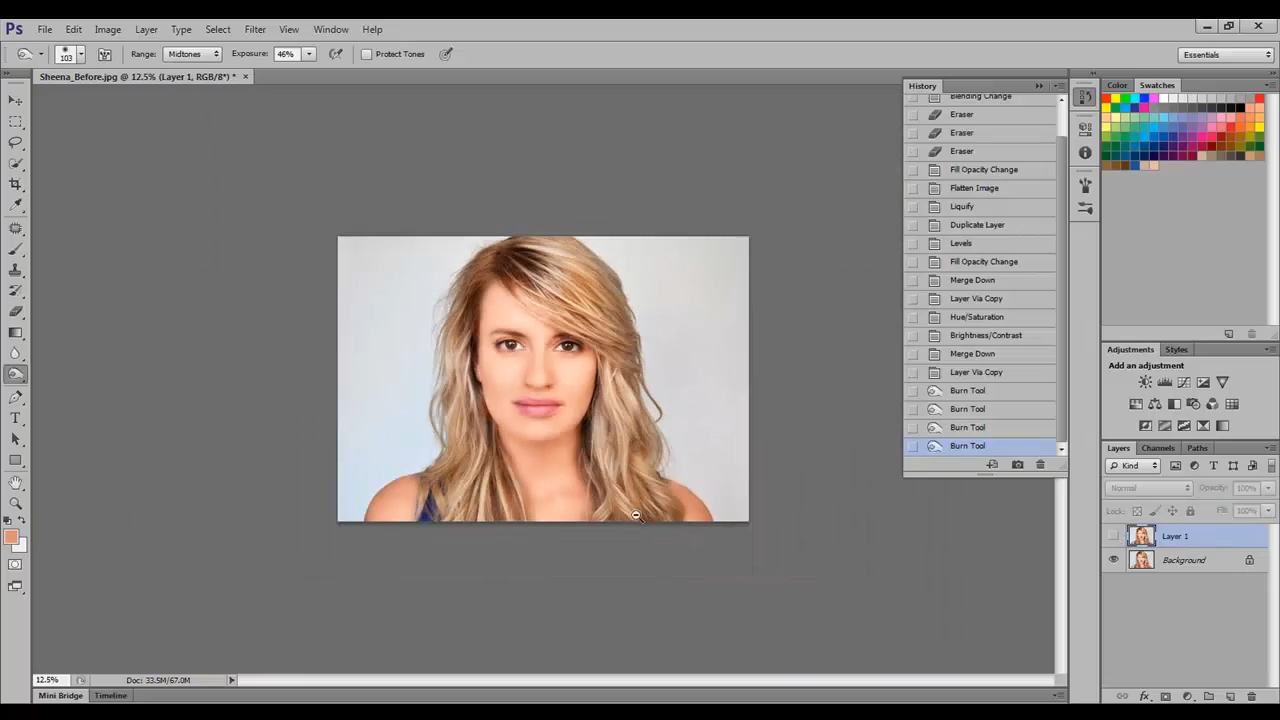 Ps File Edit Image Layer Type Select Filter View Window Help
103 Range: Midtones Exposure: 46% Protect Tones Essentials
Sheena_Before.jpg @ 12.5% (Layer 1, RGB/8*) * ×
History
Blending Change
Eraser
Eraser
Eraser
Fill Opacity Change
Flatten Image
Liquify
Duplicate Layer
Levels
Fill Opacity Change
Merge Down
Layer Via Copy
Hue/Saturation
Brightness/Contrast
Merge Down
Layer Via Copy
Burn Tool
Burn Tool
Burn Tool
Burn Tool
Color Swatches
Adjustments Styles
Add an adjustment
Layers Channels Paths
Kind
Normal Opacity: 100%
Lock: Fill: 100%
Layer 1
Background
12.5% Doc: 33.5M/67.0M
Mini Bridge Timeline